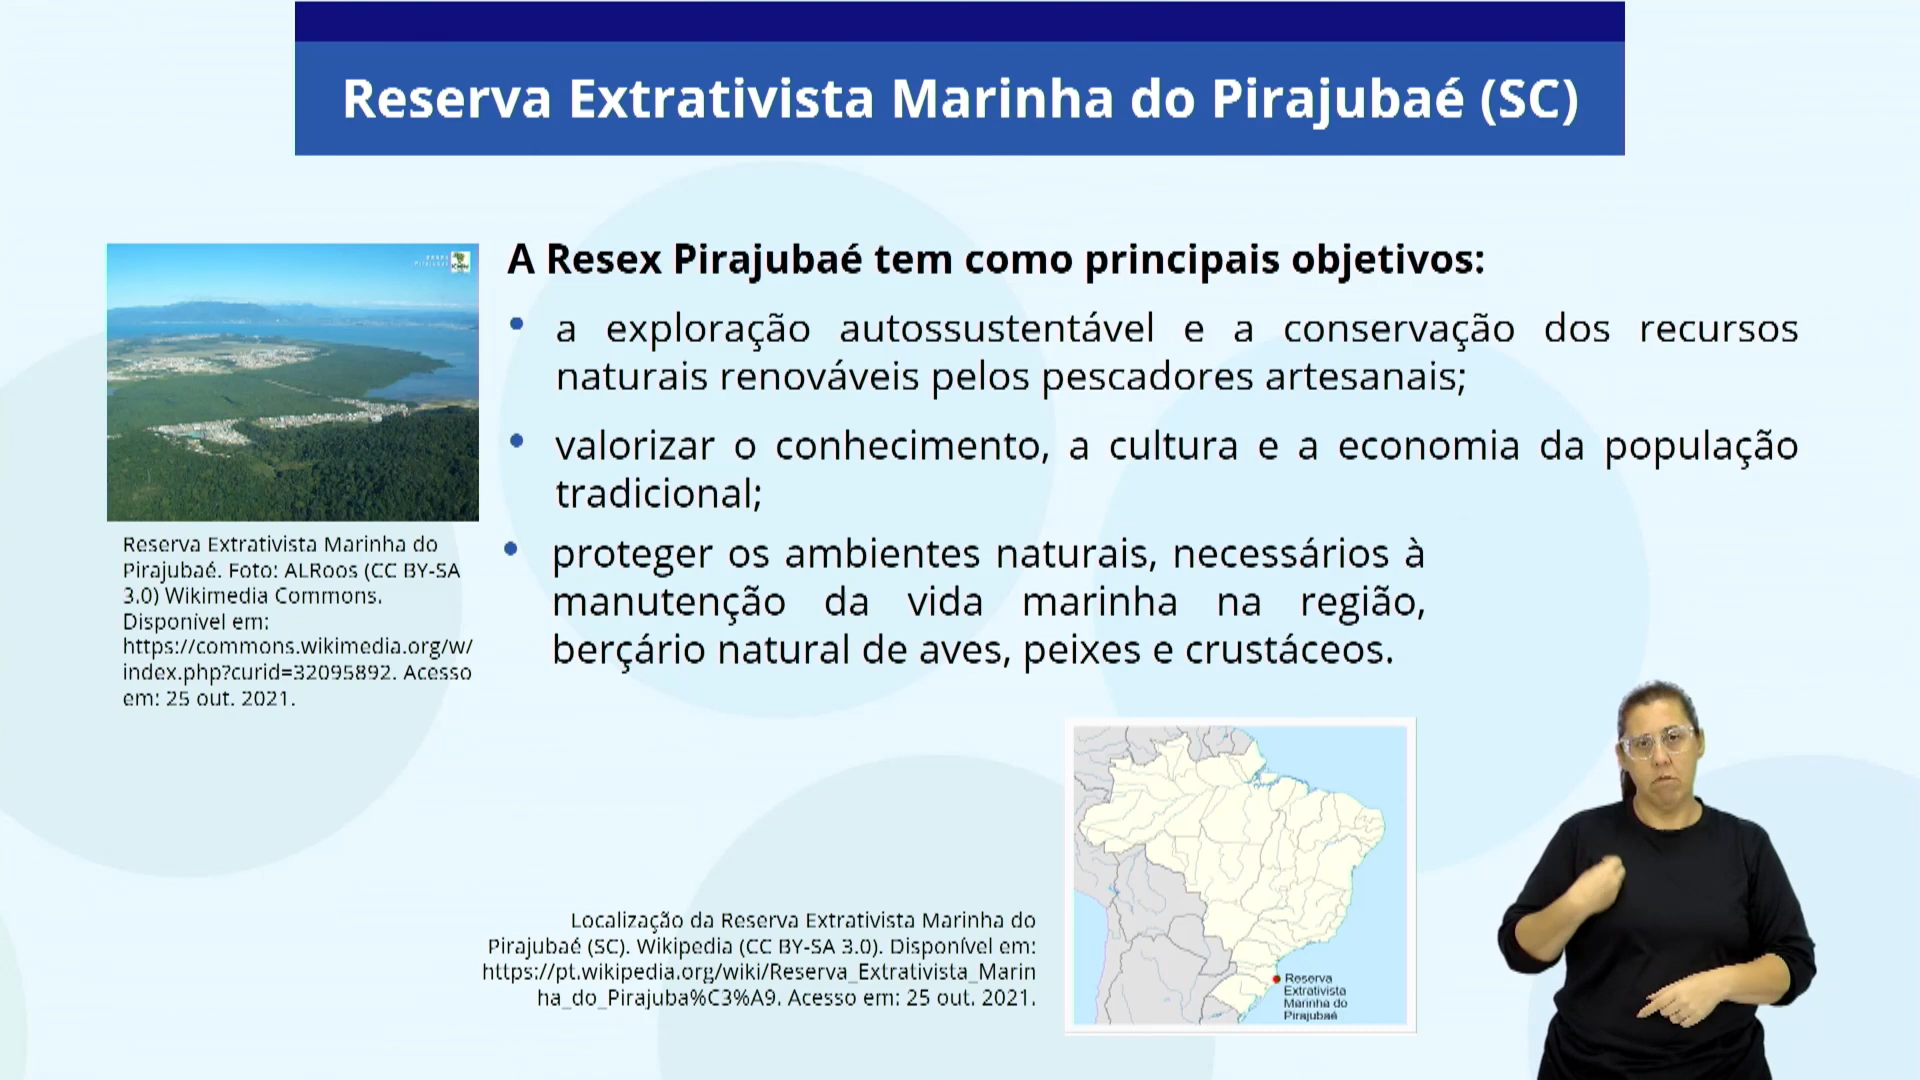 Reserva Extrativista Marinha do Pirajubaé (SC)
A Resex Pirajubaé tem como principais objetivos:
• a exploração autossustentável e a conservação dos recursos
naturais renováveis pelos pescadores artesanais;
• valorizar o conhecimento, a cultura e a economia da população
tradicional;
• proteger os ambientes naturais, necessários à
manutenção da vida marinha na região,
berçário natural de aves, peixes e crustáceos.
Reserva Extrativista Marinha do
Pirajubaé. Foto: ALRoos (CC BY-SA
3.0) Wikimedia Commons.
Disponível em:
https://commons.wikimedia.org/w/
index.php?curid=32095892. Acesso
em: 25 out. 2021.
Localização da Reserva Extrativista Marinha do
Pirajubaé (SC). Wikipedia (CC BY-SA 3.0). Disponível em:
https://pt.wikipedia.org/wiki/Reserva_Extrativista_Marin
ha_do_Pirajuba%C3%A9. Acesso em: 25 out. 2021.
Reserva
Extrativista
Marinha do
Pirajubaé